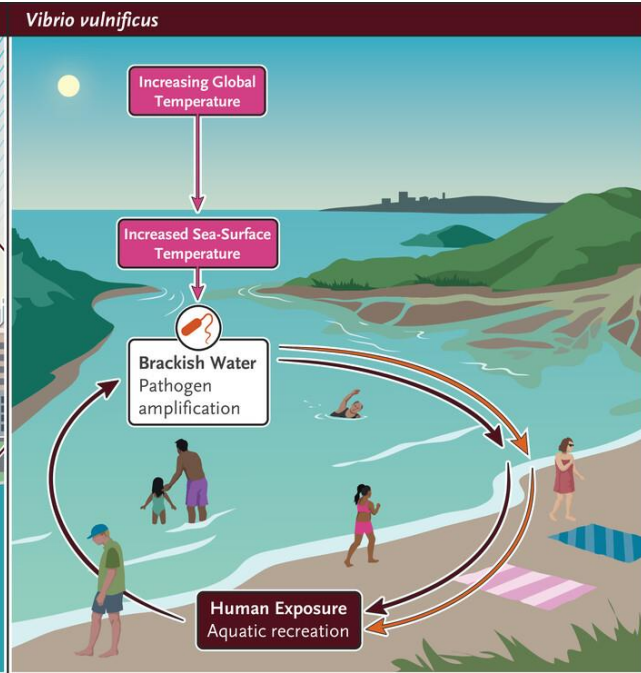 Vibrio vulnificus
Increasing Global
Temperature
Increased Sea-Surface
Temperature
Brackish Water
Pathogen
amplification
Human Exposure
Aquatic recreation